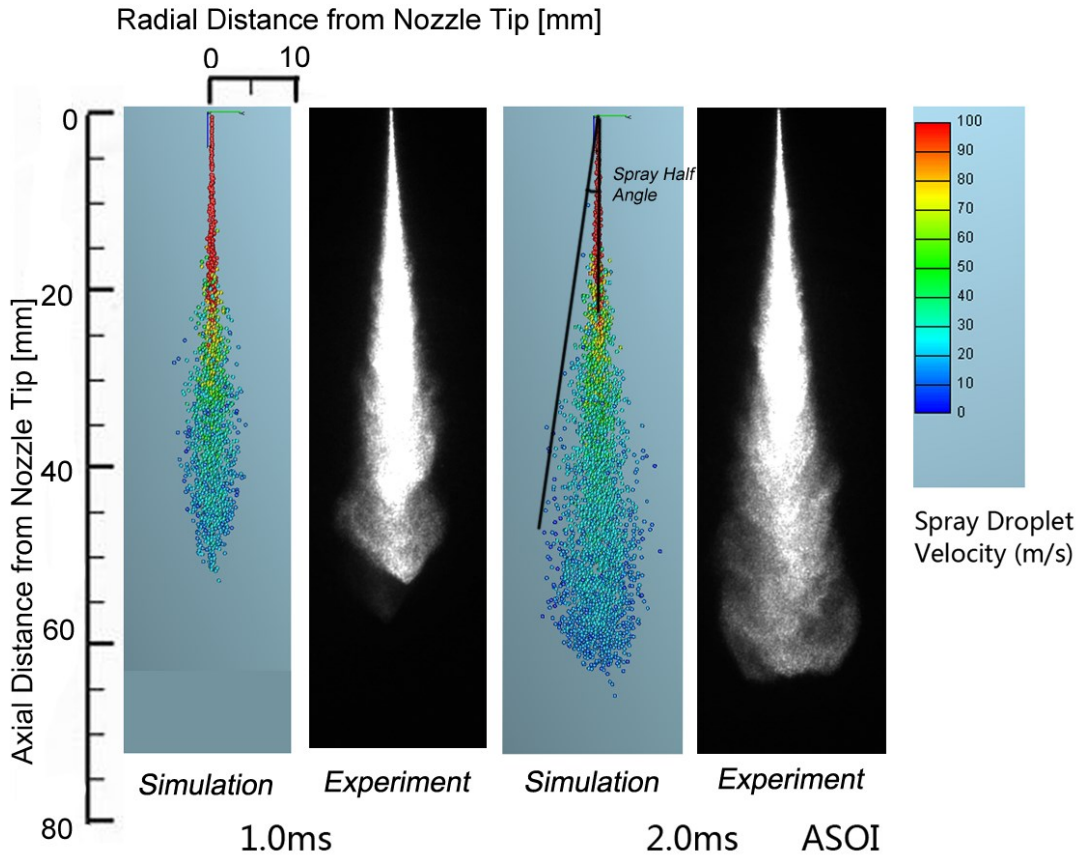 Radial Distance from Nozzle Tip [mm]
0 10
Axial Distance from Nozzle Tip [mm]
0
20
40
60
80
Spray Half
Angle
100
90
80
70
60
50
40
30
20
10
0
Spray Droplet
Velocity (m/s)
Simulation Experiment Simulation Experiment
1.0ms 2.0ms ASOI